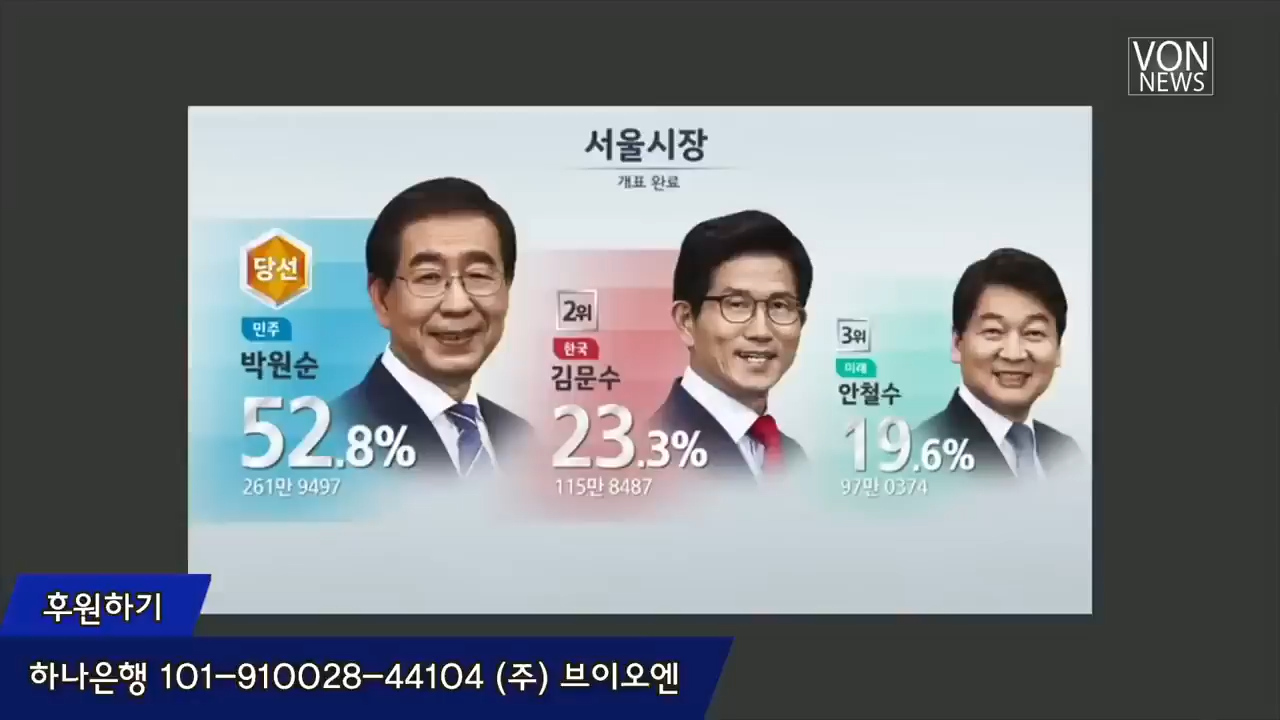 VON
NEWS
서울시장
개표 완료
당선
민주
박원순
52.8%
261만 9497
2위
한국
김문수
23.3%
115만 8487
3위
미래
안철수
19.6%
97만 0374
후원하기
하나은행 101-910028-44104 (주) 브이오엔